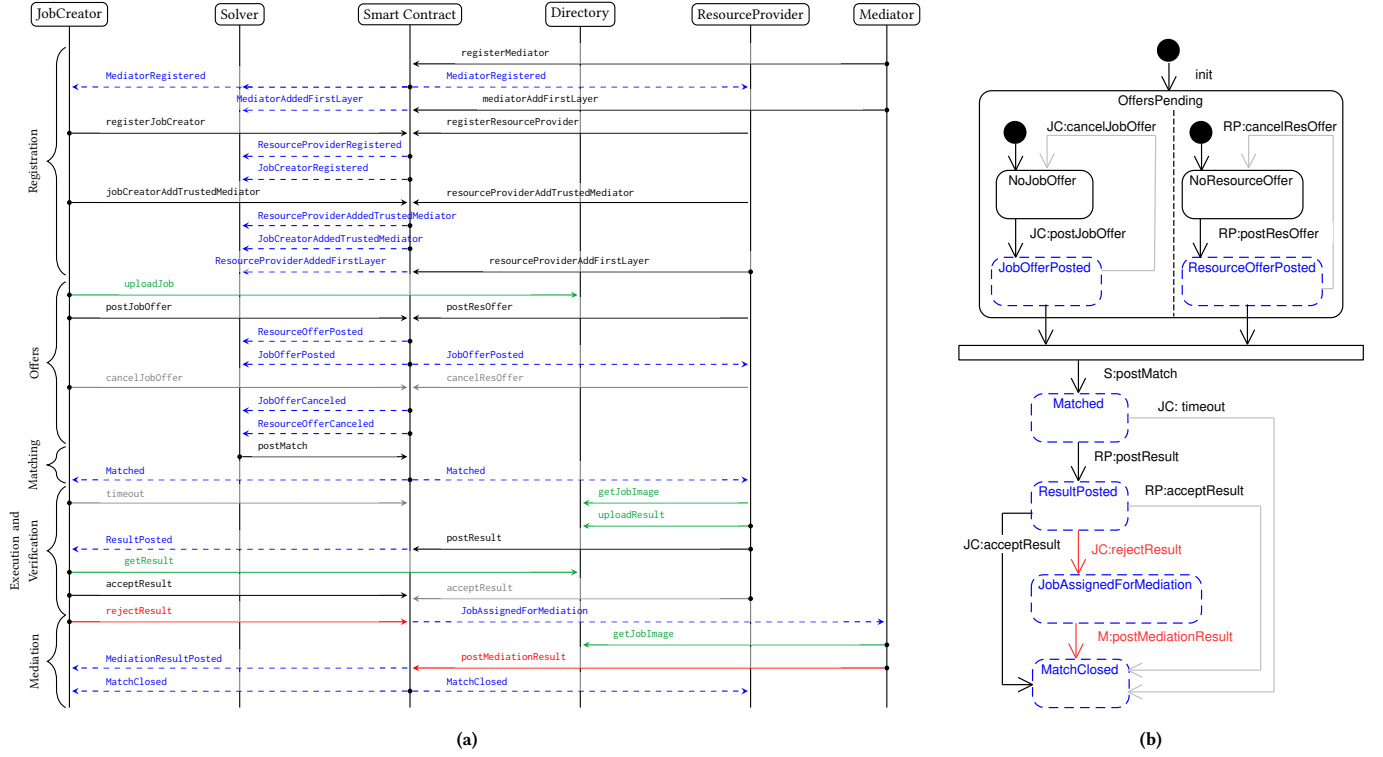 JobCreator
Solver
Smart Contract
Directory
ResourceProvider
Mediator
Registration
registerMediator
MediatorRegistered
MediatorRegistered
MediatorAddedFirstLayer
mediatorAddFirstLayer
registerJobCreator
registerResourceProvider
ResourceProviderRegistered
JobCreatorRegistered
jobCreatorAddTrustedMediator
resourceProviderAddTrustedMediator
ResourceProviderAddedTrustedMediator
JobCreatorAddedTrustedMediator
ResourceProviderAddedFirstLayer
resourceProviderAddFirstLayer
Offers
uploadJob
postJobOffer
postResOffer
ResourceOfferPosted
JobOfferPosted
JobOfferPosted
cancelJobOffer
cancelResOffer
JobOfferCanceled
ResourceOfferCanceled
Matching
postMatch
Matched
Matched
Execution and
Verification
timeout
getJobImage
uploadResult
ResultPosted
postResult
getResult
acceptResult
acceptResult
Mediation
rejectResult
JobAssignedForMediation
getJobImage
MediationResultPosted
postMediationResult
MatchClosed
MatchClosed
(a)
init
OffersPending
JC:cancelJobOffer
RP:cancelResOffer
NoJobOffer
NoResourceOffer
JC:postJobOffer
RP:postResOffer
JobOfferPosted
ResourceOfferPosted
S:postMatch
Matched
JC: timeout
RP:postResult
ResultPosted
RP:acceptResult
JC:acceptResult
JC:rejectResult
JobAssignedForMediation
M:postMediationResult
MatchClosed
(b)